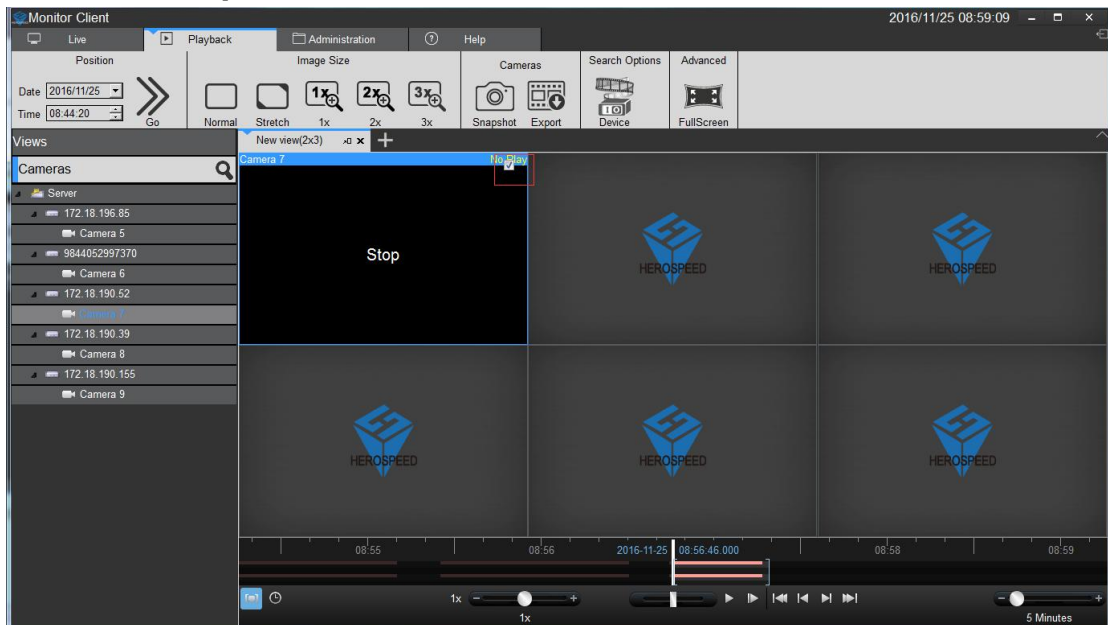 Monitor Client
2016/11/25 08:59:09
Live
Playback
Administration
Help
Position
Date 2016/11/25
Time 08:44:20
Go
Image Size
Normal
Stretch
1x
1x
2x
2x
3x
3x
Cameras
Snapshot
Export
Search Options
Device
Advanced
FullScreen
Views
Cameras
Server
172.18.196.85
Camera 5
9844052997370
Camera 6
172.18.190.52
Camera 7
172.18.190.39
Camera 8
172.18.190.155
Camera 9
New view(2x3)
Camera 7
No Play
Stop
HEROSPEED
HEROSPEED
HEROSPEED
HEROSPEED
HEROSPEED
08:55
08:56
2016-11-25 08:56:46.000
08:58
08:59
1x
1x
5 Minutes